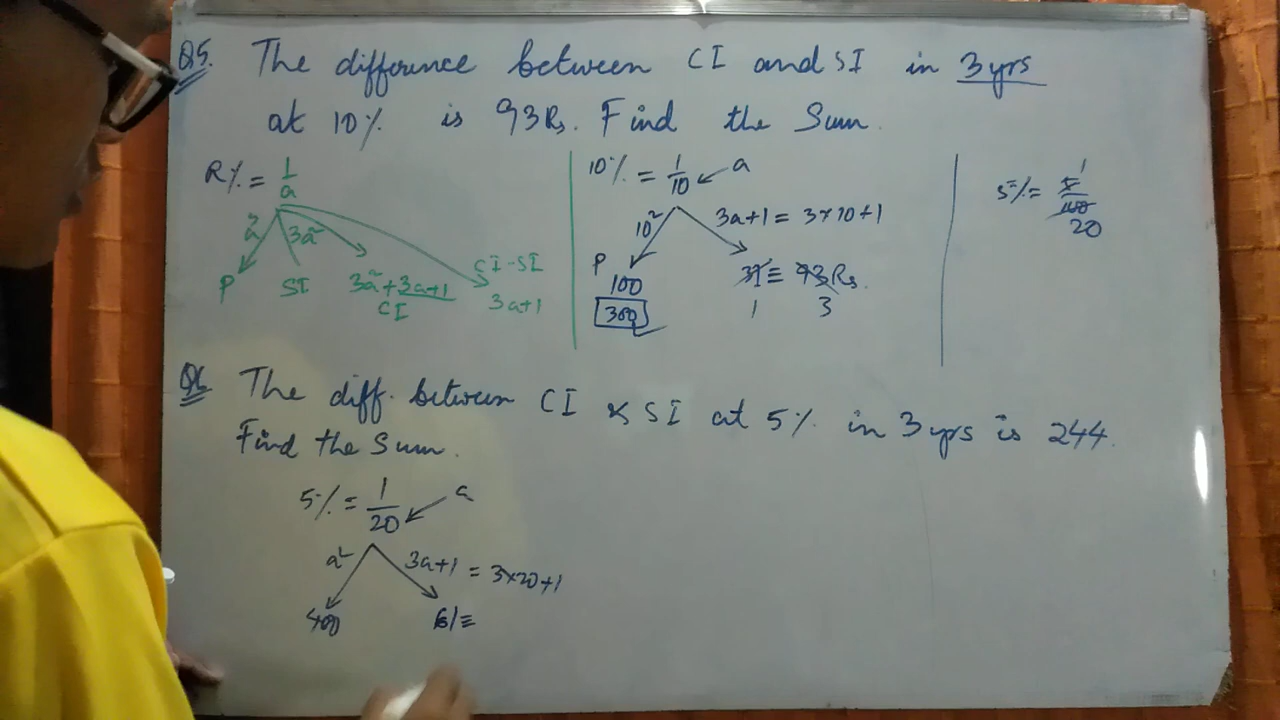 Q5. The difference between CI and SI in 3yrs
at 10% is 93Rs. Find the Sum.
R% = 1/a
a² 3a²
P SI 3a²+3a+1 CI-SI
CI 3a+1
10% = 1/10 ← a
10² 3a+1 = 3×10+1
P 31 ≡ 93Rs.
100
300 1 3
5% = 5/100 1
20
Q6 The diff. between CI & SI at 5% in 3yrs is 244.
Find the Sum.
5% = 1/20 ← a
a² 3a+1 = 3×20+1
400 61≡